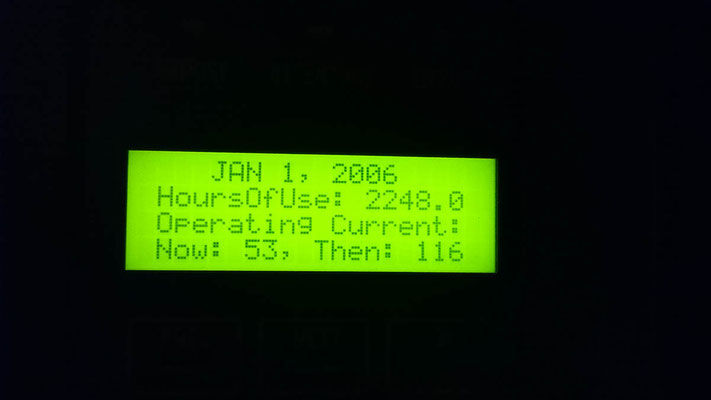 JAN 1, 2006
HoursOfUse: 2248.0
Operating Current:
Now: 53, Then: 116